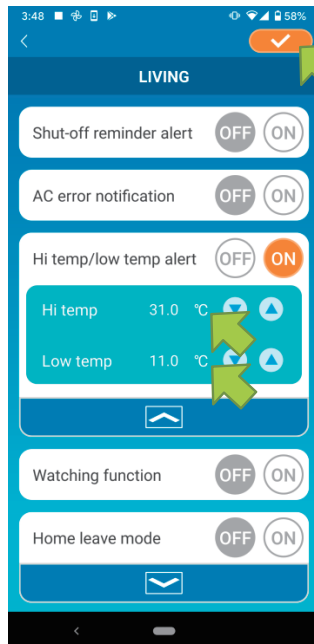 3:48 58%
LIVING
Shut-off reminder alert OFF ON
AC error notification OFF ON
Hi temp/low temp alert OFF ON
Hi temp 31.0 ℃
Low temp 11.0 ℃
Watching function OFF ON
Home leave mode OFF ON